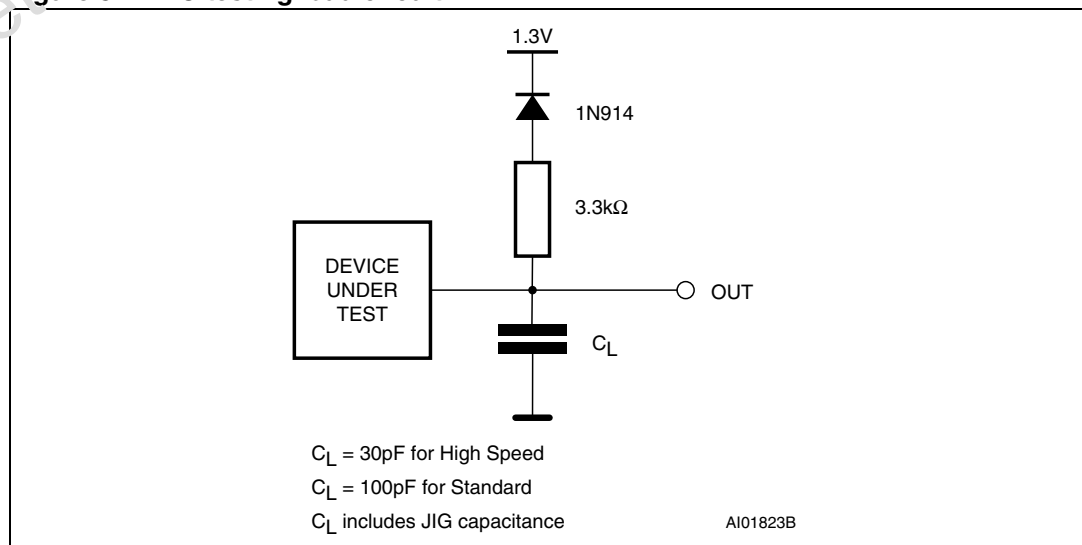 1.3V
1N914
3.3kΩ
DEVICE
UNDER
TEST
OUT
CL
CL = 30pF for High Speed
CL = 100pF for Standard
CL includes JIG capacitance
AI01823B